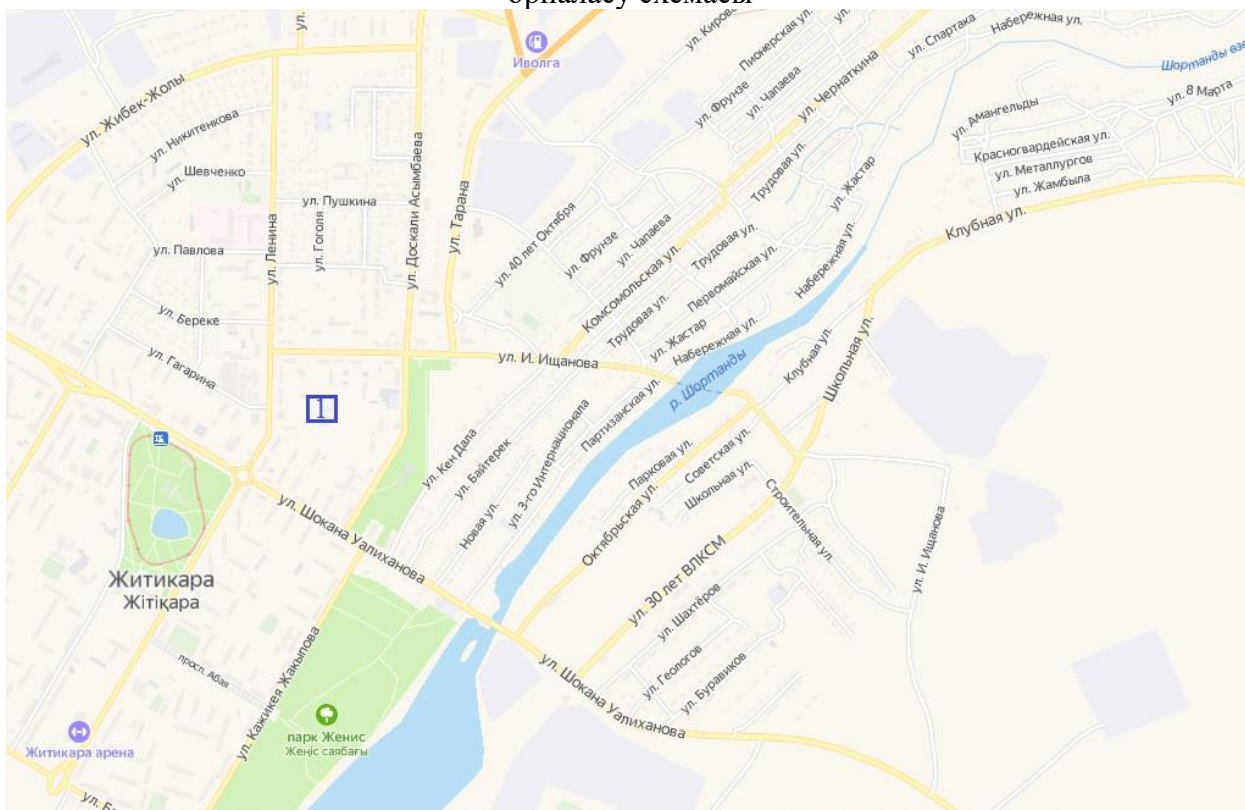 орналасу схемасы
ул. Кирово
Пионерская ул.
ул. Чернаткина
ул. Спартака
Набережная ул.
Шортанды өзе
Иволга
ул. Жибек-Жолы
ул. Никитенкова
Шевченко
ул. Пушкина
ул. Гоголя
ул. Павлова
ул. Ленина
ул. Береке
ул. Гагарина
ул. Доскали Асымбаева
ул. Тарана
ул. Фрунзе
ул. Чапаева
ул. Амангельды
ул. 8 Марта
Красногвардейская ул.
ул. Металлургов
ул. Жамбыла
Трудовая ул.
ул. Жастар
Клубная ул.
ул. 40 лет Октября
ул. Фрунзе
ул. Чапаева
Комсомольская ул.
Трудовая ул.
Трудовая ул.
Первомайская ул.
Набережная ул.
ул. Жастар
Набережная ул.
ул. И. Ищанова
р. Шортанды
Клубная ул.
Школьная ул.
1
Партизанская ул.
ул. Кен Дала
ул. Байтерек
Новая ул.
ул. 3-го Интернационала
Парковая ул.
Советская ул.
Школьная ул.
Октябрьская ул.
Строительная ул.
ул. И. Ищанова
ул. Шокана Уалиханова
ул. 30 лет ВЛКСМ
ул. Шахтёров
ул. Геологов
ул. Буравиков
ул. Шокана Уалиханова
Житикара
Жітіқара
просп. Абая
ул. Кажикея Жакыпова
парк Женис
Жеңіс саябағы
Житикара арена